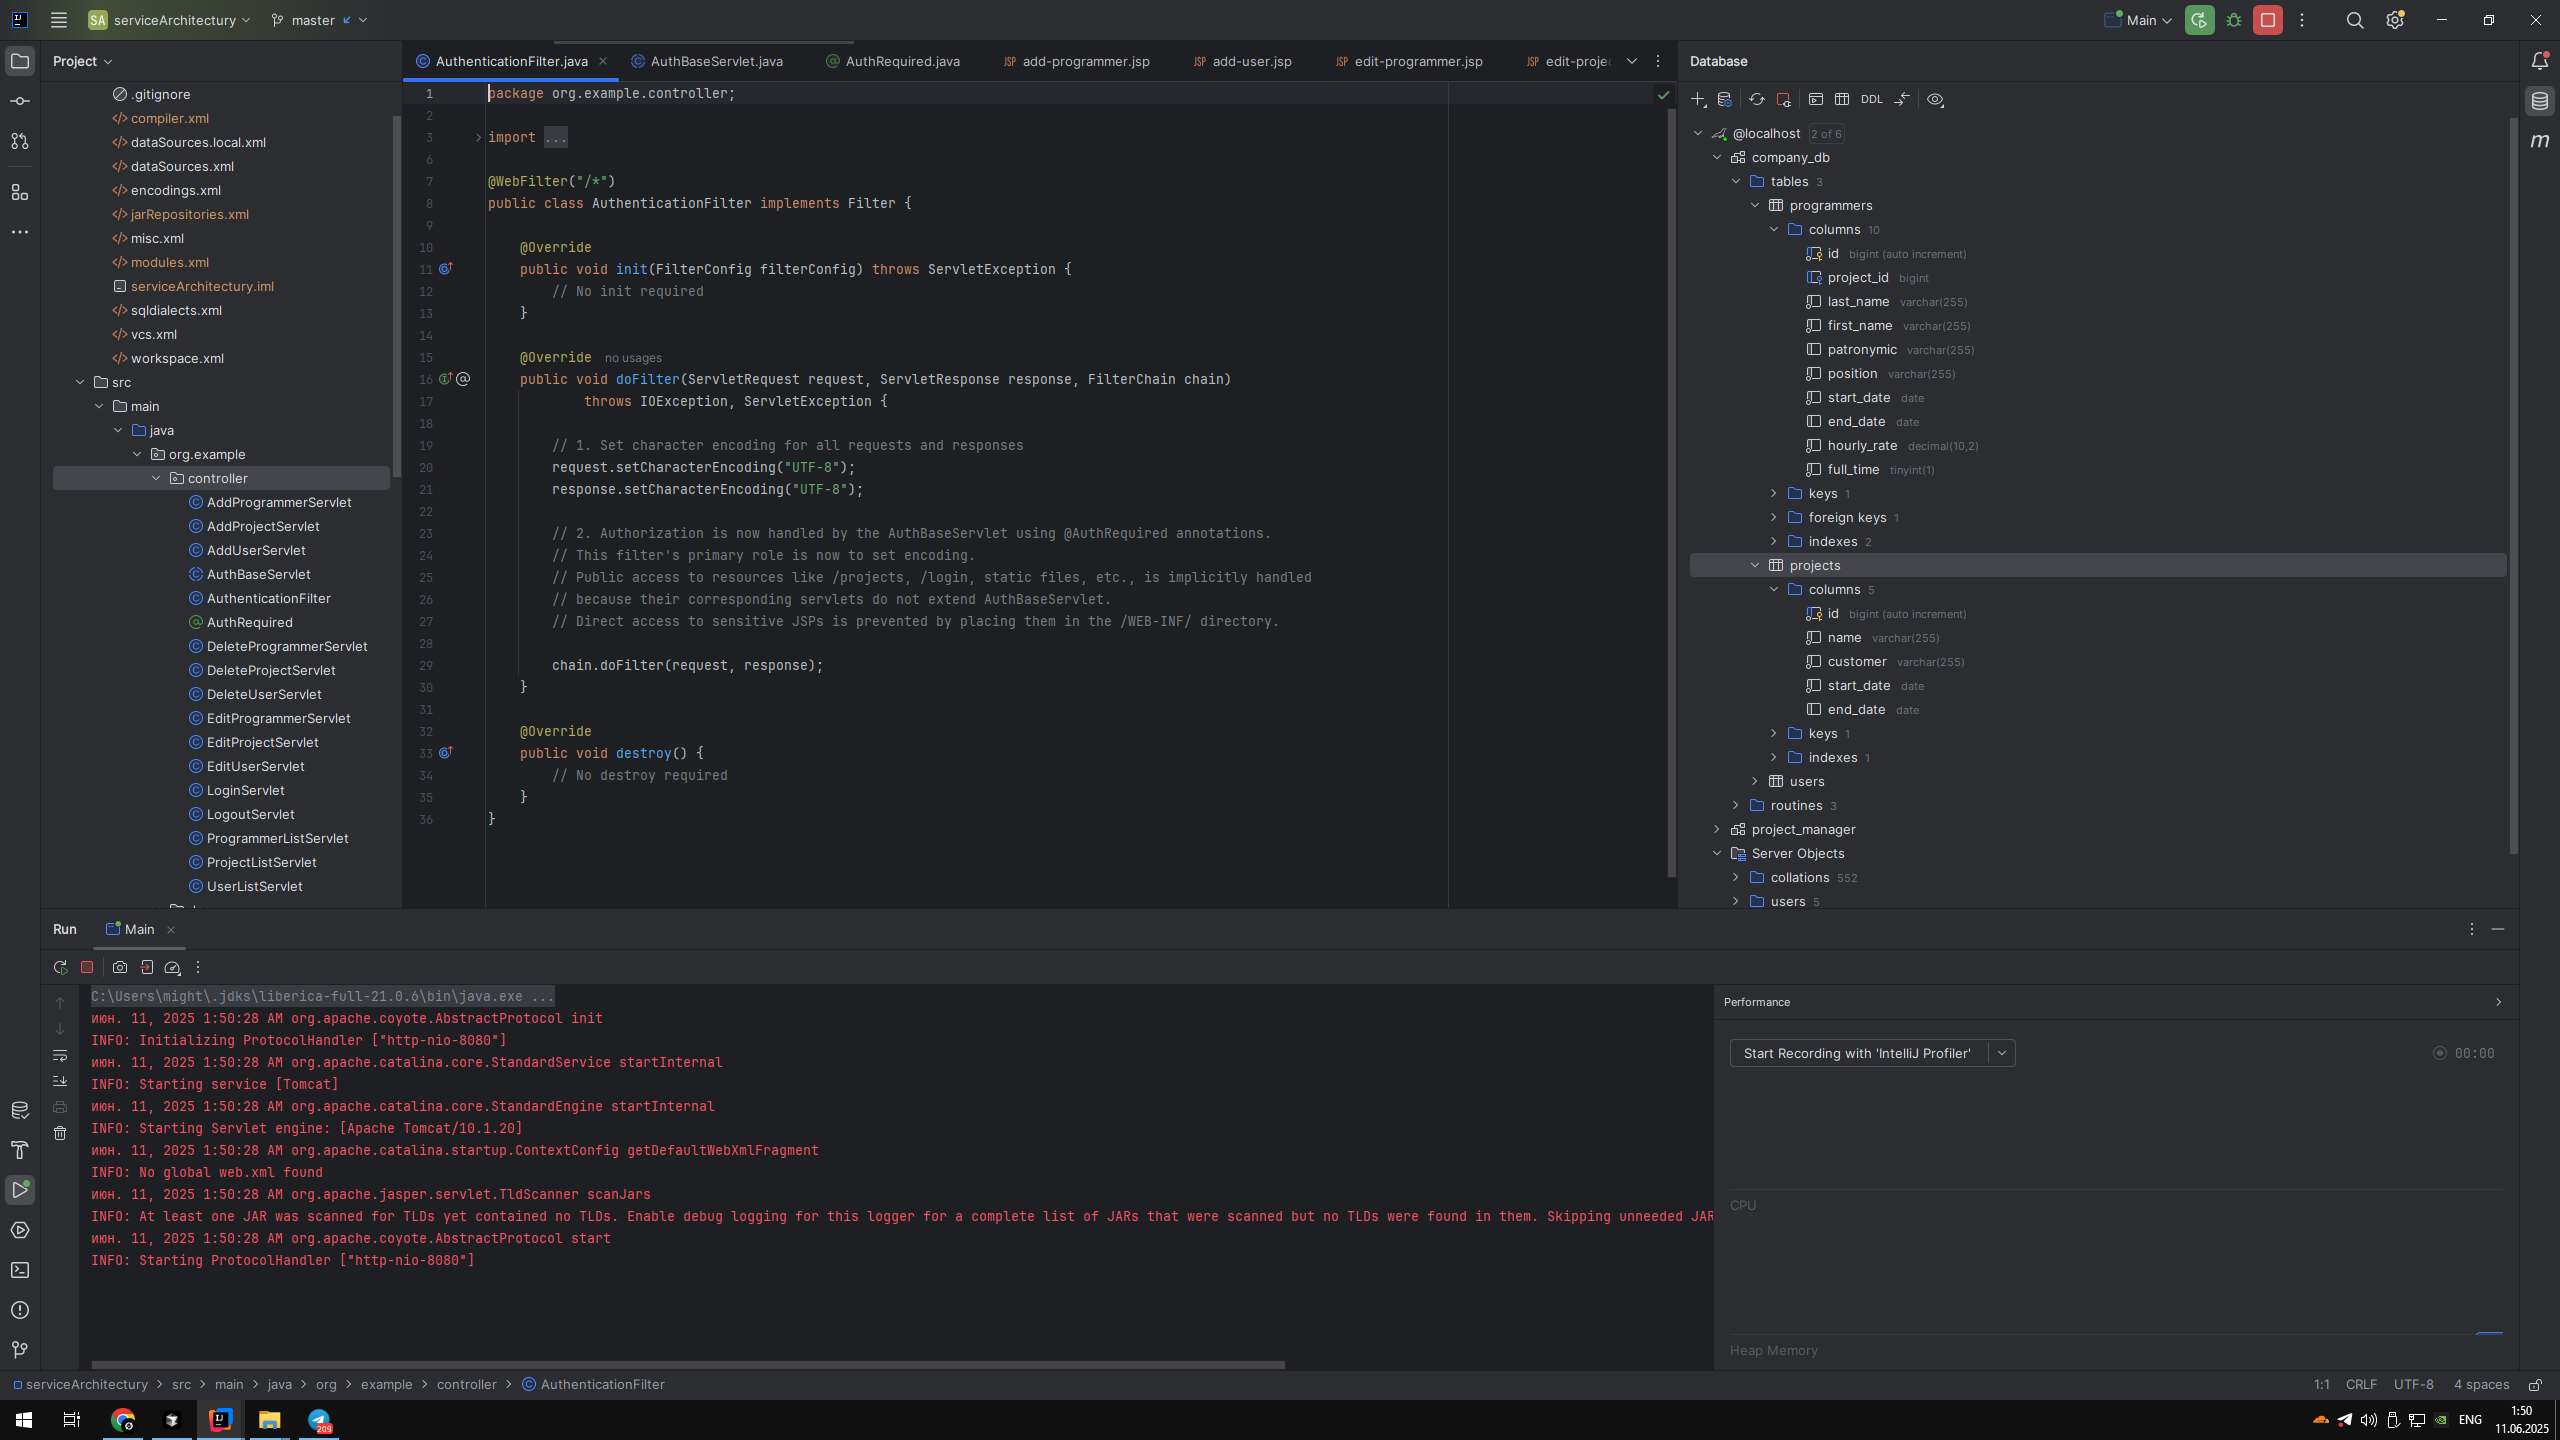 SA serviceArchitectury master Main
Project
.gitignore
compiler.xml
dataSources.local.xml
dataSources.xml
encodings.xml
jarRepositories.xml
misc.xml
modules.xml
serviceArchitectury.iml
sqldialects.xml
vcs.xml
workspace.xml
src
main
java
org.example
controller
AddProgrammerServlet
AddProjectServlet
AddUserServlet
AuthBaseServlet
AuthenticationFilter
AuthRequired
DeleteProgrammerServlet
DeleteProjectServlet
DeleteUserServlet
EditProgrammerServlet
EditProjectServlet
EditUserServlet
LoginServlet
LogoutServlet
ProgrammerListServlet
ProjectListServlet
UserListServlet
AuthenticationFilter.java AuthBaseServlet.java AuthRequired.java JSP add-programmer.jsp JSP add-user.jsp JSP edit-programmer.jsp JSP edit-proje
1 package org.example.controller;
2
3 import ...
6
7 @WebFilter("/*")
8 public class AuthenticationFilter implements Filter {
9
10 @Override
11 public void init(FilterConfig filterConfig) throws ServletException {
12 // No init required
13 }
14
15 @Override no usages
16 public void doFilter(ServletRequest request, ServletResponse response, FilterChain chain)
17 throws IOException, ServletException {
18
19 // 1. Set character encoding for all requests and responses
20 request.setCharacterEncoding("UTF-8");
21 response.setCharacterEncoding("UTF-8");
22
23 // 2. Authorization is now handled by the AuthBaseServlet using @AuthRequired annotations.
24 // This filter's primary role is now to set encoding.
25 // Public access to resources like /projects, /login, static files, etc., is implicitly handled
26 // because their corresponding servlets do not extend AuthBaseServlet.
27 // Direct access to sensitive JSPs is prevented by placing them in the /WEB-INF/ directory.
28
29 chain.doFilter(request, response);
30 }
31
32 @Override
33 public void destroy() {
34 // No destroy required
35 }
36 }
Database
DDL
@localhost 2 of 6
company_db
tables 3
programmers
columns 10
id bigint (auto increment)
project_id bigint
last_name varchar(255)
first_name varchar(255)
patronymic varchar(255)
position varchar(255)
start_date date
end_date date
hourly_rate decimal(10,2)
full_time tinyint(1)
keys 1
foreign keys 1
indexes 2
projects
columns 5
id bigint (auto increment)
name varchar(255)
customer varchar(255)
start_date date
end_date date
keys 1
indexes 1
users
routines 3
project_manager
Server Objects
collations 552
users 5
m
Run Main
C:\Users\might\.jdks\liberica-full-21.0.6\bin\java.exe ...
июн. 11, 2025 1:50:28 AM org.apache.coyote.AbstractProtocol init
INFO: Initializing ProtocolHandler ["http-nio-8080"]
июн. 11, 2025 1:50:28 AM org.apache.catalina.core.StandardService startInternal
INFO: Starting service [Tomcat]
июн. 11, 2025 1:50:28 AM org.apache.catalina.core.StandardEngine startInternal
INFO: Starting Servlet engine: [Apache Tomcat/10.1.20]
июн. 11, 2025 1:50:28 AM org.apache.catalina.startup.ContextConfig getDefaultWebXmlFragment
INFO: No global web.xml found
июн. 11, 2025 1:50:28 AM org.apache.jasper.servlet.TldScanner scanJars
INFO: At least one JAR was scanned for TLDs yet contained no TLDs. Enable debug logging for this logger for a complete list of JARs that were scanned but no TLDs were found in them. Skipping unneeded JAR
июн. 11, 2025 1:50:28 AM org.apache.coyote.AbstractProtocol start
INFO: Starting ProtocolHandler ["http-nio-8080"]
Performance
Start Recording with 'IntelliJ Profiler' 00:00
CPU
Heap Memory
serviceArchitectury > src > main > java > org > example > controller > AuthenticationFilter 1:1 CRLF UTF-8 4 spaces
209
ENG
1:50
11.06.2025